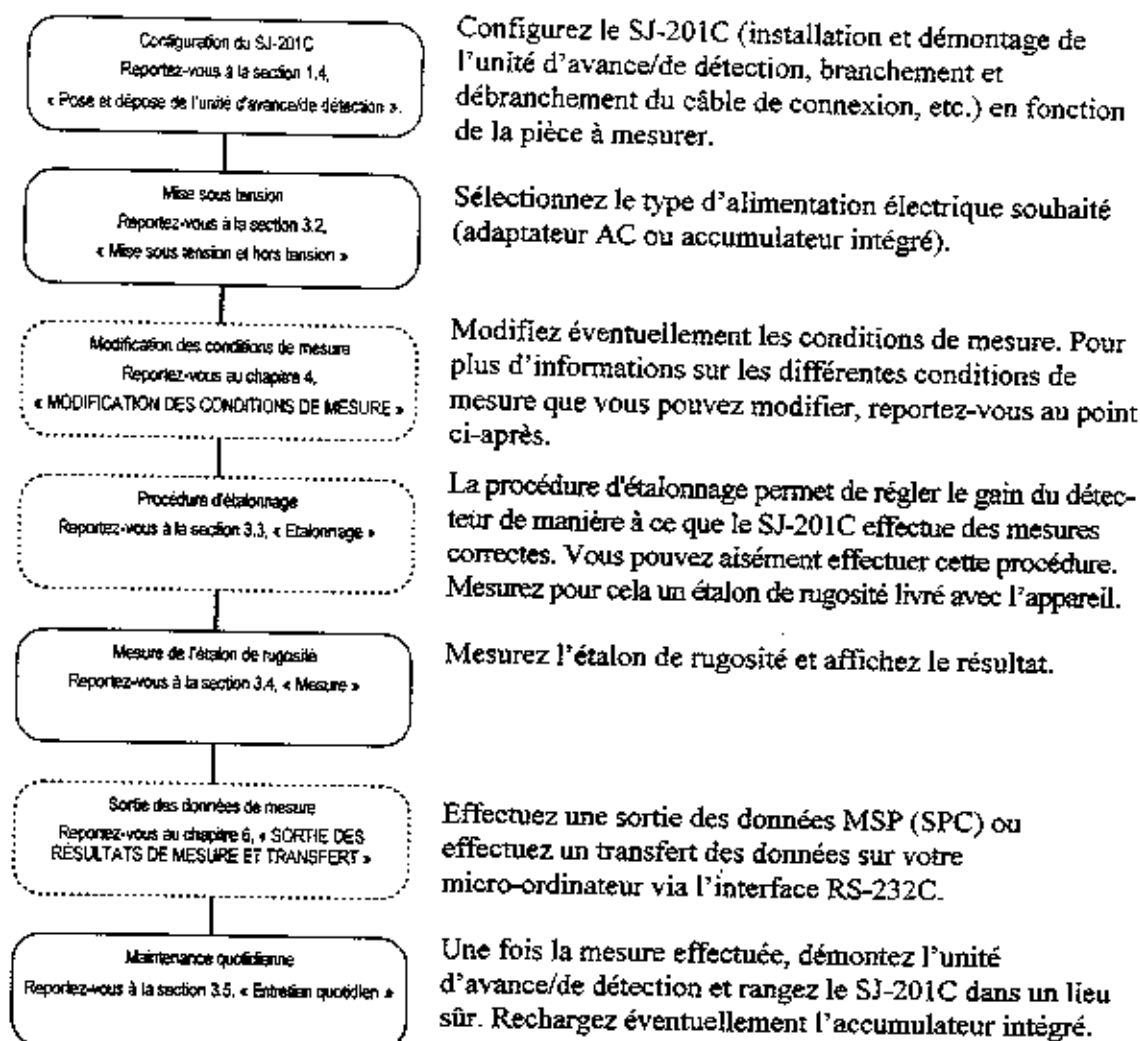 Configuration du SJ-201C
Reportez-vous à la section 1.4,
« Pose et dépose de l'unité d'avance/de détection ».
Configurez le SJ-201C (installation et démontage de
l'unité d'avance/de détection, branchement et
débranchement du câble de connexion, etc.) en fonction
de la pièce à mesurer.
Mise sous tension
Reportez-vous à la section 3.2,
« Mise sous tension et hors tension »
Sélectionnez le type d'alimentation électrique souhaité
(adaptateur AC ou accumulateur intégré).
Modification des conditions de mesure
Reportez-vous au chapitre 4,
« MODIFICATION DES CONDITIONS DE MESURE »
Modifiez éventuellement les conditions de mesure. Pour
plus d'informations sur les différentes conditions de
mesure que vous pouvez modifier, reportez-vous au point
ci-après.
Procédure d'étalonnage
Reportez-vous à la section 3.3, « Etalonnage »
La procédure d'étalonnage permet de régler le gain du détec-
teur de manière à ce que le SJ-201C effectue des mesures
correctes. Vous pouvez aisément effectuer cette procédure.
Mesurez pour cela un étalon de rugosité livré avec l'appareil.
Mesure de l'étalon de rugosité
Reportez-vous à la section 3.4, « Mesure »
Mesurez l'étalon de rugosité et affichez le résultat.
Sortie des données de mesure
Reportez-vous au chapitre 6, « SORTIE DES
RÉSULTATS DE MESURE ET TRANSFERT »
Effectuez une sortie des données MSP (SPC) ou
effectuez un transfert des données sur votre
micro-ordinateur via l'interface RS-232C.
Maintenance quotidienne
Reportez-vous à la section 3.5, « Entretien quotidien »
Une fois la mesure effectuée, démontez l'unité
d'avance/de détection et rangez le SJ-201C dans un lieu
sûr. Rechargez éventuellement l'accumulateur intégré.